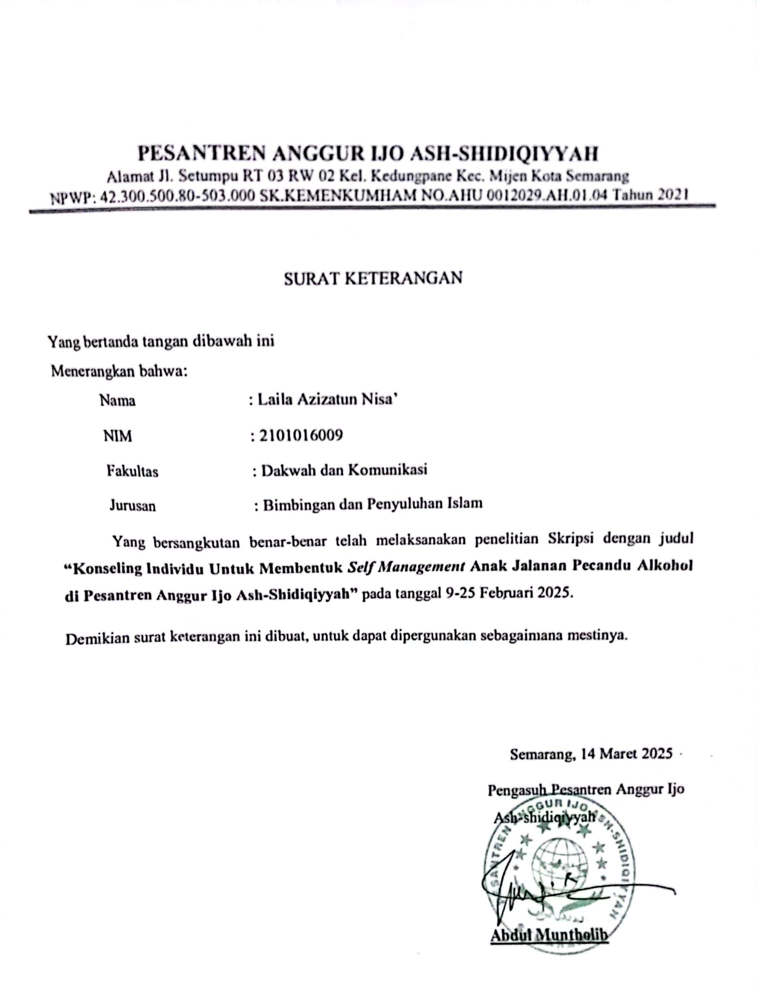 PESANTREN ANGGUR IJO ASH-SHIDIQIYYAH
Alamat Jl. Setumpu RT 03 RW 02 Kel. Kedungpane Kec. Mijen Kota Semarang
NPWP: 42.300.500.80-503.000 SK.KEMENKUMHAM NO.AHU 0012029.AH.01.04 Tahun 2021
SURAT KETERANGAN
Yang bertanda tangan dibawah ini
Menerangkan bahwa:
Nama : Laila Azizatun Nisa’
NIM : 2101016009
Fakultas : Dakwah dan Komunikasi
Jurusan : Bimbingan dan Penyuluhan Islam
Yang bersangkutan benar-benar telah melaksanakan penelitian Skripsi dengan judul
“Konseling Individu Untuk Membentuk Self Management Anak Jalanan Pecandu Alkohol
di Pesantren Anggur Ijo Ash-Shidiqiyyah” pada tanggal 9-25 Februari 2025.
Demikian surat keterangan ini dibuat, untuk dapat dipergunakan sebagaimana mestinya.
Semarang, 14 Maret 2025
Pengasuh Pesantren Anggur Ijo
Ash-shidiqiyyah
PESANTREN ANGGUR IJO ASH-SHIDIQIYYAH
Abdul Muntholib